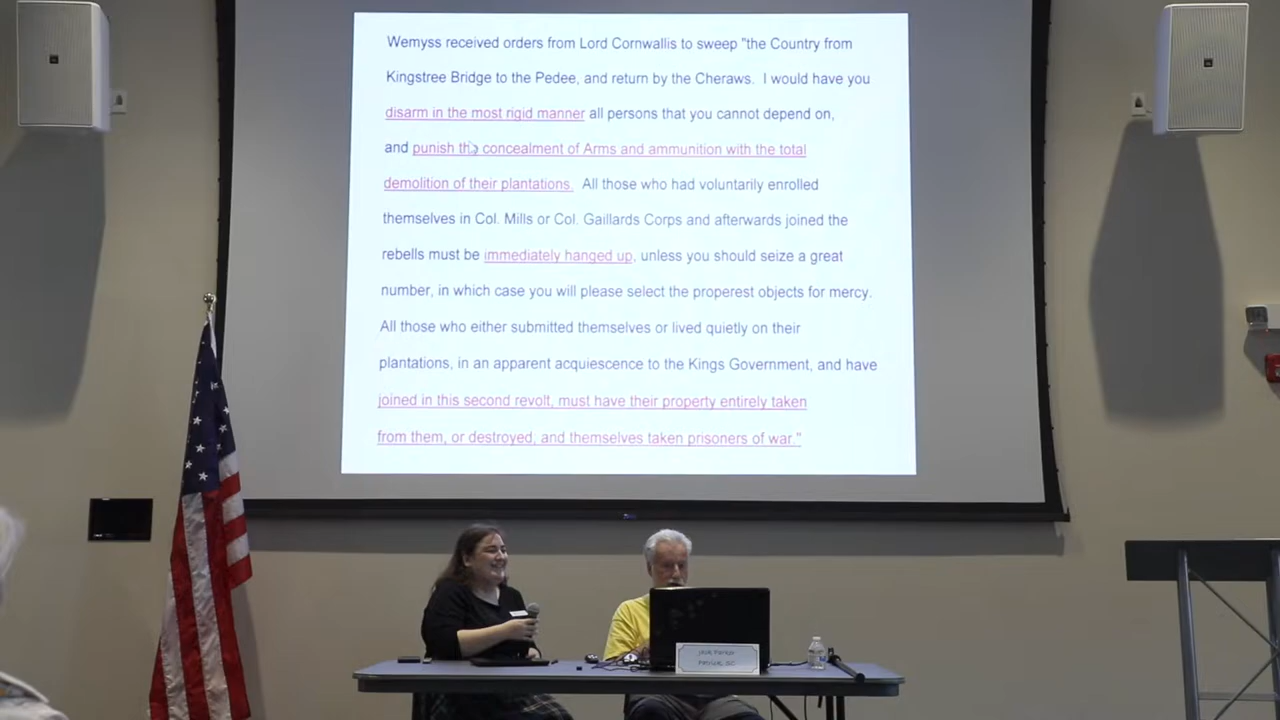 Wemyss received orders from Lord Cornwallis to sweep "the Country from
Kingstree Bridge to the Pedee, and return by the Cheraws.  I would have you
disarm in the most rigid manner all persons that you cannot depend on,
and punish the concealment of Arms and ammunition with the total
demolition of their plantations.  All those who had voluntarily enrolled
themselves in Col. Mills or Col. Gaillards Corps and afterwards joined the
rebells must be immediately hanged up, unless you should seize a great
number, in which case you will please select the properest objects for mercy.
All those who either submitted themselves or lived quietly on their
plantations, in an apparent acquiescence to the Kings Government, and have
joined in this second revolt, must have their property entirely taken
from them, or destroyed, and themselves taken prisoners of war."
Jack Parker